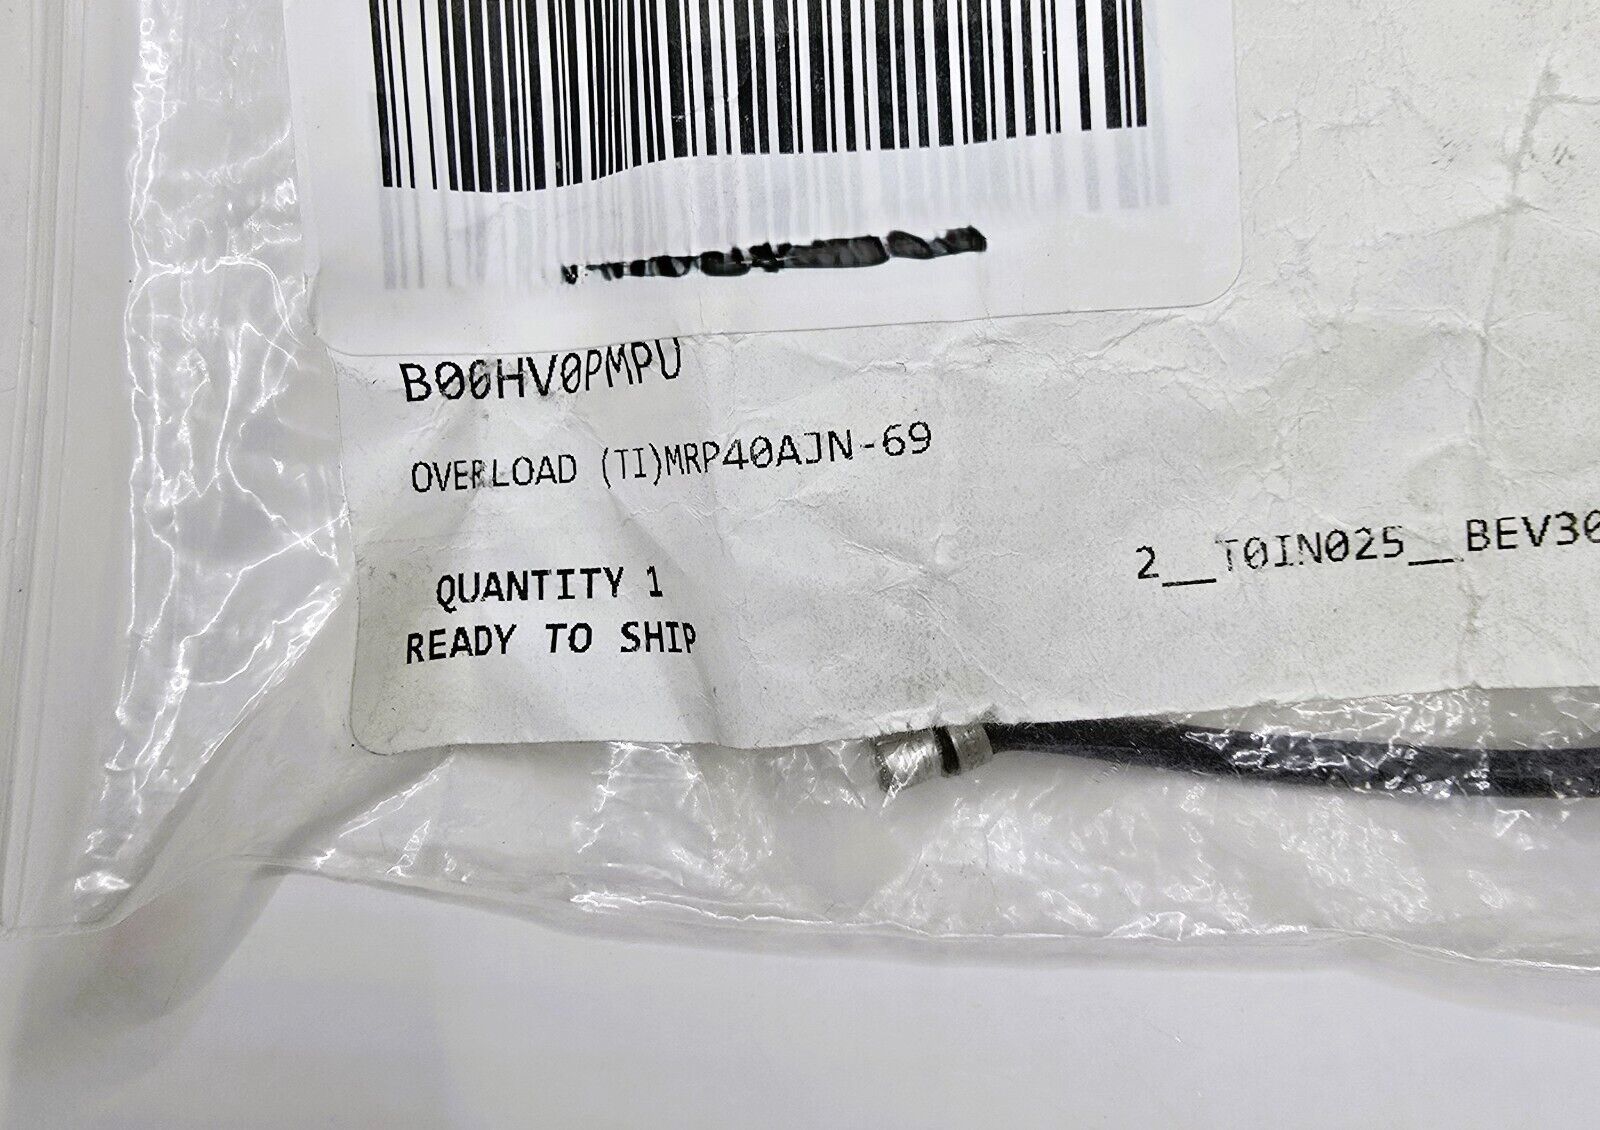 B00HV0PMPU
OVERLOAD (TI)MRP40AJN-69
QUANTITY 1
READY TO SHIP
2__T0IN025__BEV30